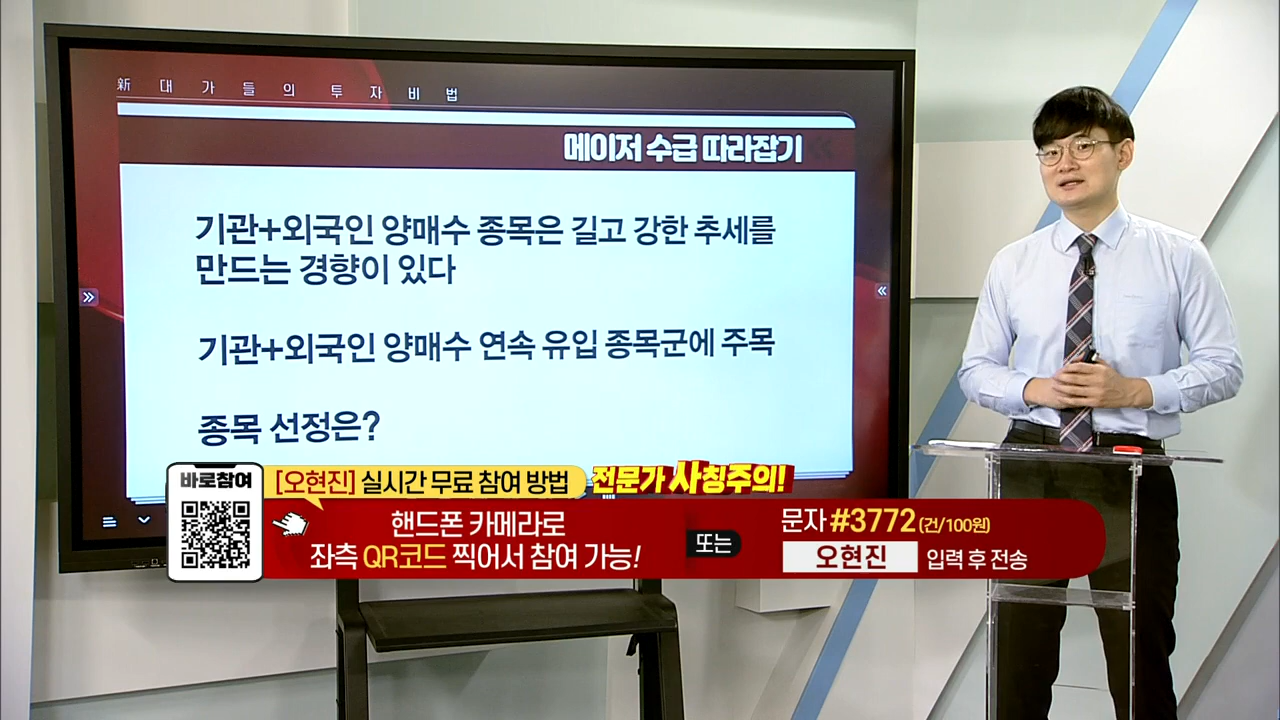 新 대 가 들 의 투 자 비 법
메이저 수급 따라잡기
기관+외국인 양매수 종목은 길고 강한 추세를
만드는 경향이 있다
기관+외국인 양매수 연속 유입 종목군에 주목
종목 선정은?
바로참여
[오현진] 실시간 무료 참여 방법
전문가 사칭주의!
핸드폰 카메라로
좌측 QR코드 찍어서 참여 가능!
또는
문자 #3772 (건/100원)
오현진 입력 후 전송